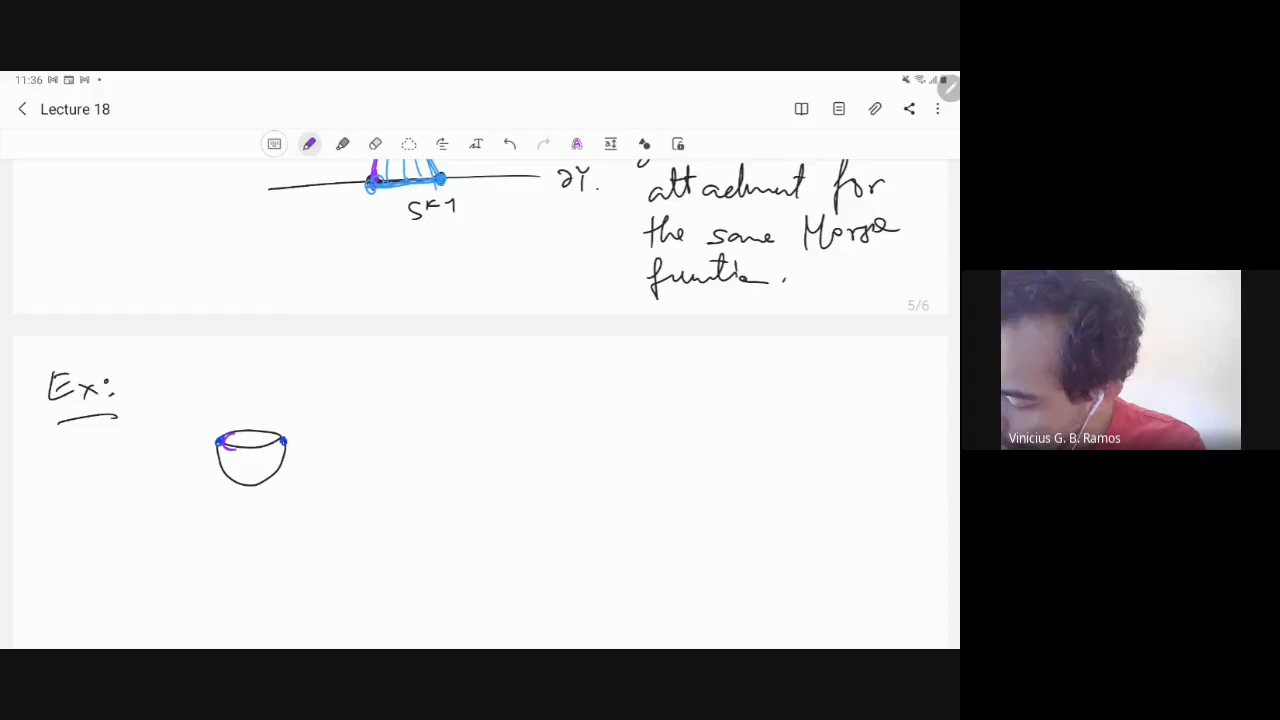 11:36
Lecture 18
∂Y.
S^{k-1}
attachment for
the same Morse
function.
5/6
Ex:
Vinicius G. B. Ramos